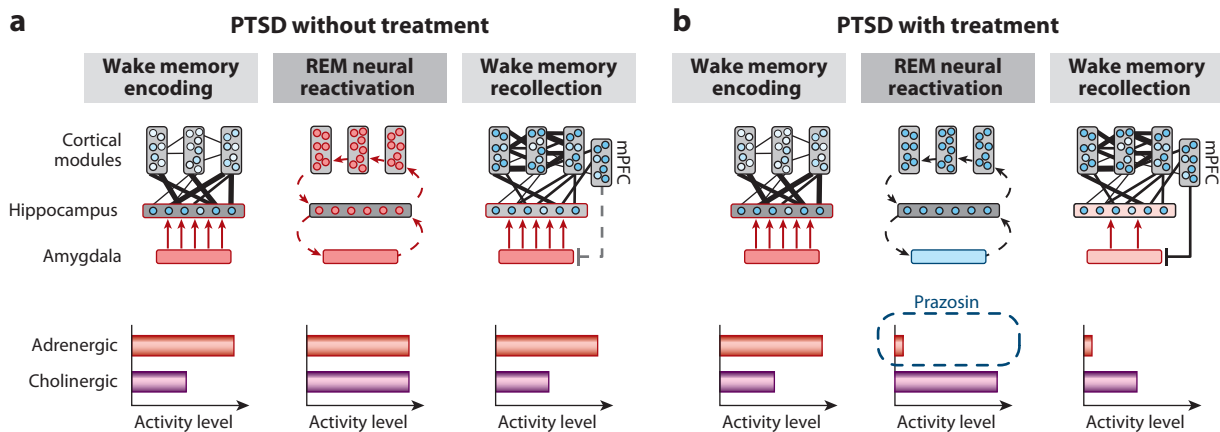 a
PTSD without treatment
Wake memory
encoding
REM neural
reactivation
Wake memory
recollection
Cortical
modules
mPFC
Hippocampus
Amygdala
Adrenergic
Cholinergic
Activity level
Activity level
Activity level
b
PTSD with treatment
Wake memory
encoding
REM neural
reactivation
Wake memory
recollection
mPFC
Prazosin
Activity level
Activity level
Activity level